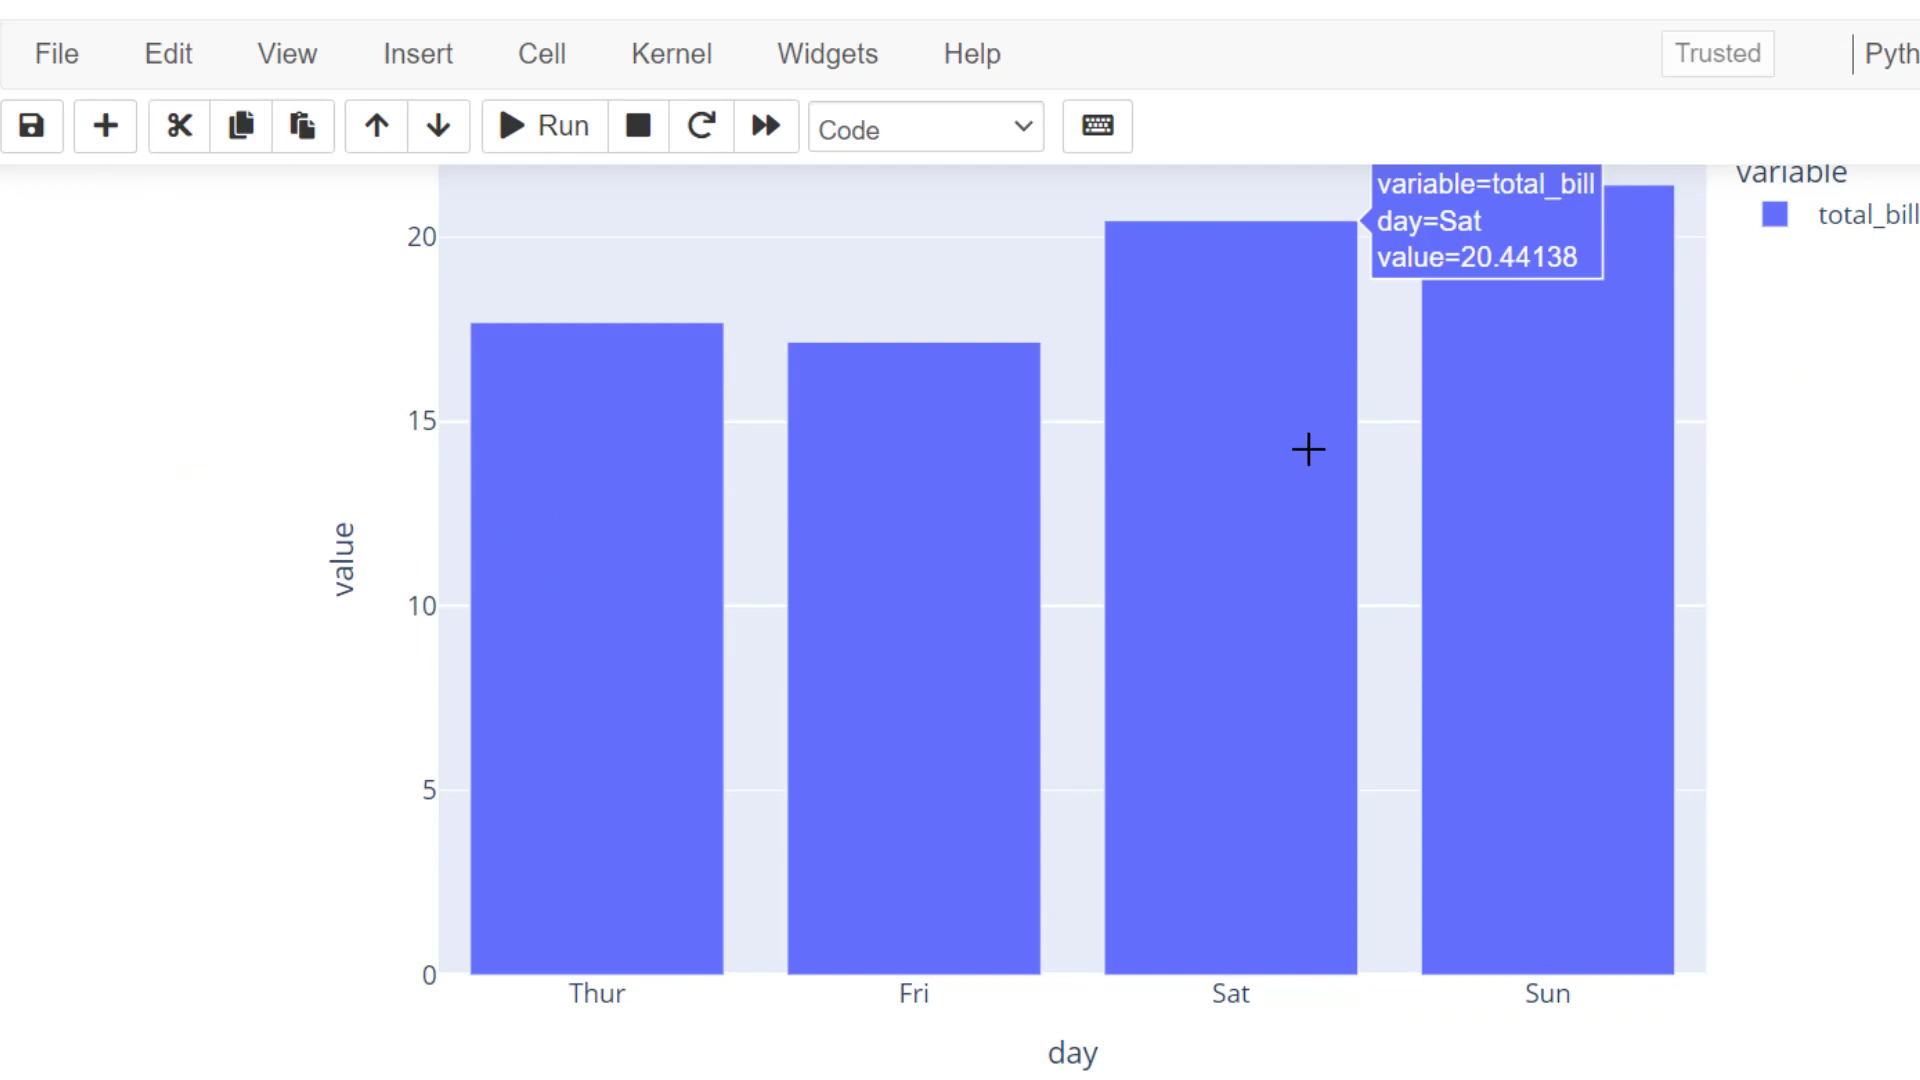 File Edit View Insert Cell Kernel Widgets Help Trusted Pyth
Run Code
variable=total_bill
day=Sat
value=20.44138
variable
total_bill
20
15
10
5
0
value
Thur Fri Sat Sun
day